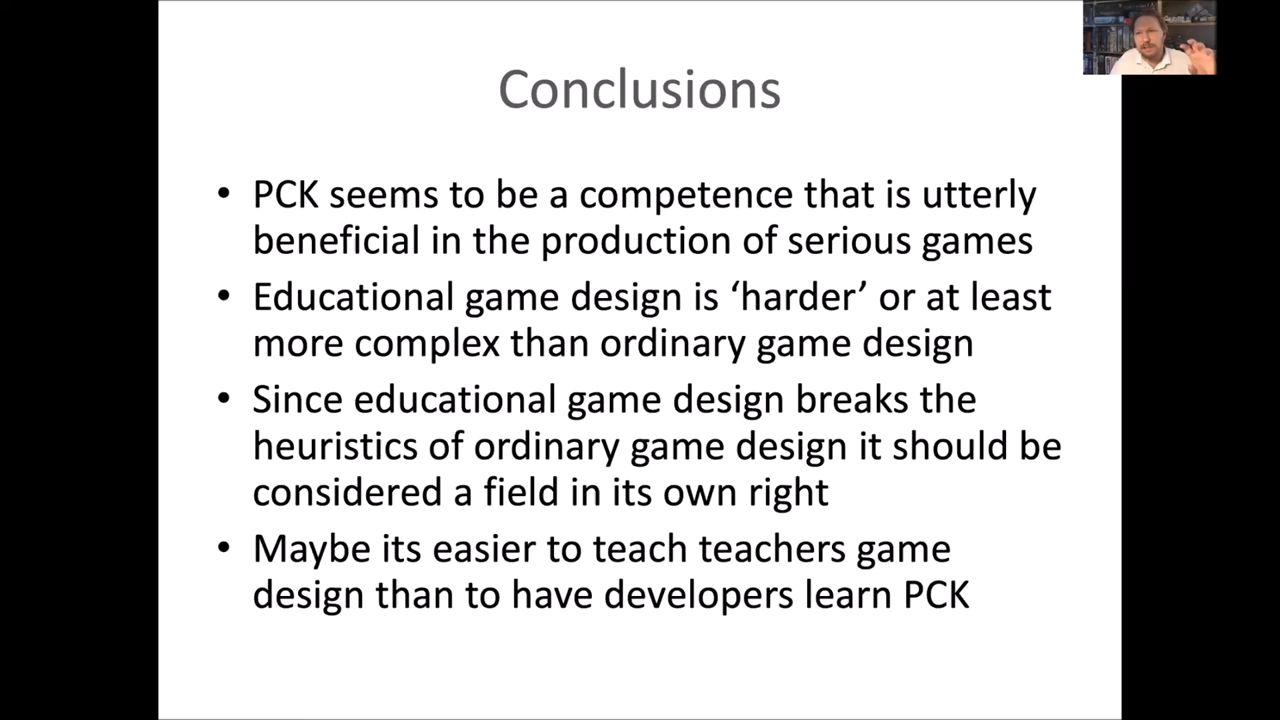 Conclusions
• PCK seems to be a competence that is utterly
beneficial in the production of serious games
• Educational game design is ‘harder’ or at least
more complex than ordinary game design
• Since educational game design breaks the
heuristics of ordinary game design it should be
considered a field in its own right
• Maybe its easier to teach teachers game
design than to have developers learn PCK